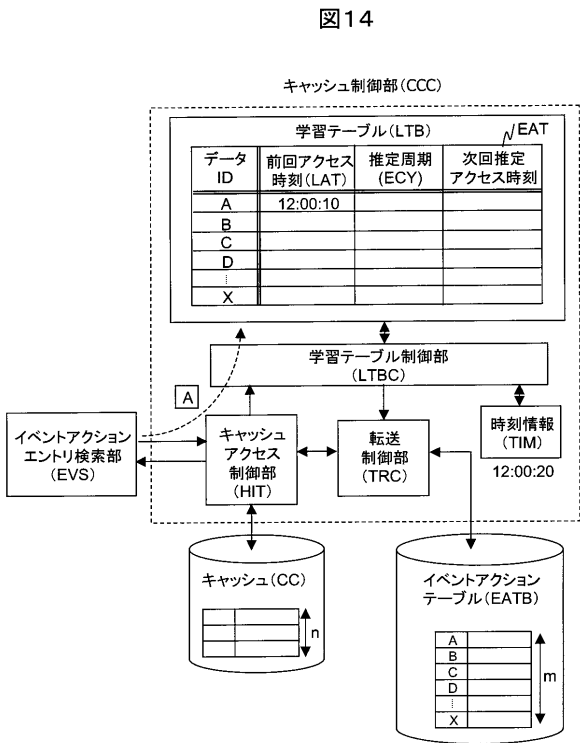 図14
キャッシュ制御部(CCC)
学習テーブル(LTB)
EAT
データ
ID
前回アクセス
時刻(LAT)
推定周期
(ECY)
次回推定
アクセス時刻
A
12:00:10
B
C
D
⋮
X
学習テーブル制御部
(LTBC)
A
イベントアクション
エントリ検索部
(EVS)
キャッシュ
アクセス
制御部
(HIT)
転送
制御部
(TRC)
時刻情報
(TIM)
12:00:20
キャッシュ(CC)
n
イベントアクション
テーブル(EATB)
A
B
C
D
⋮
X
m